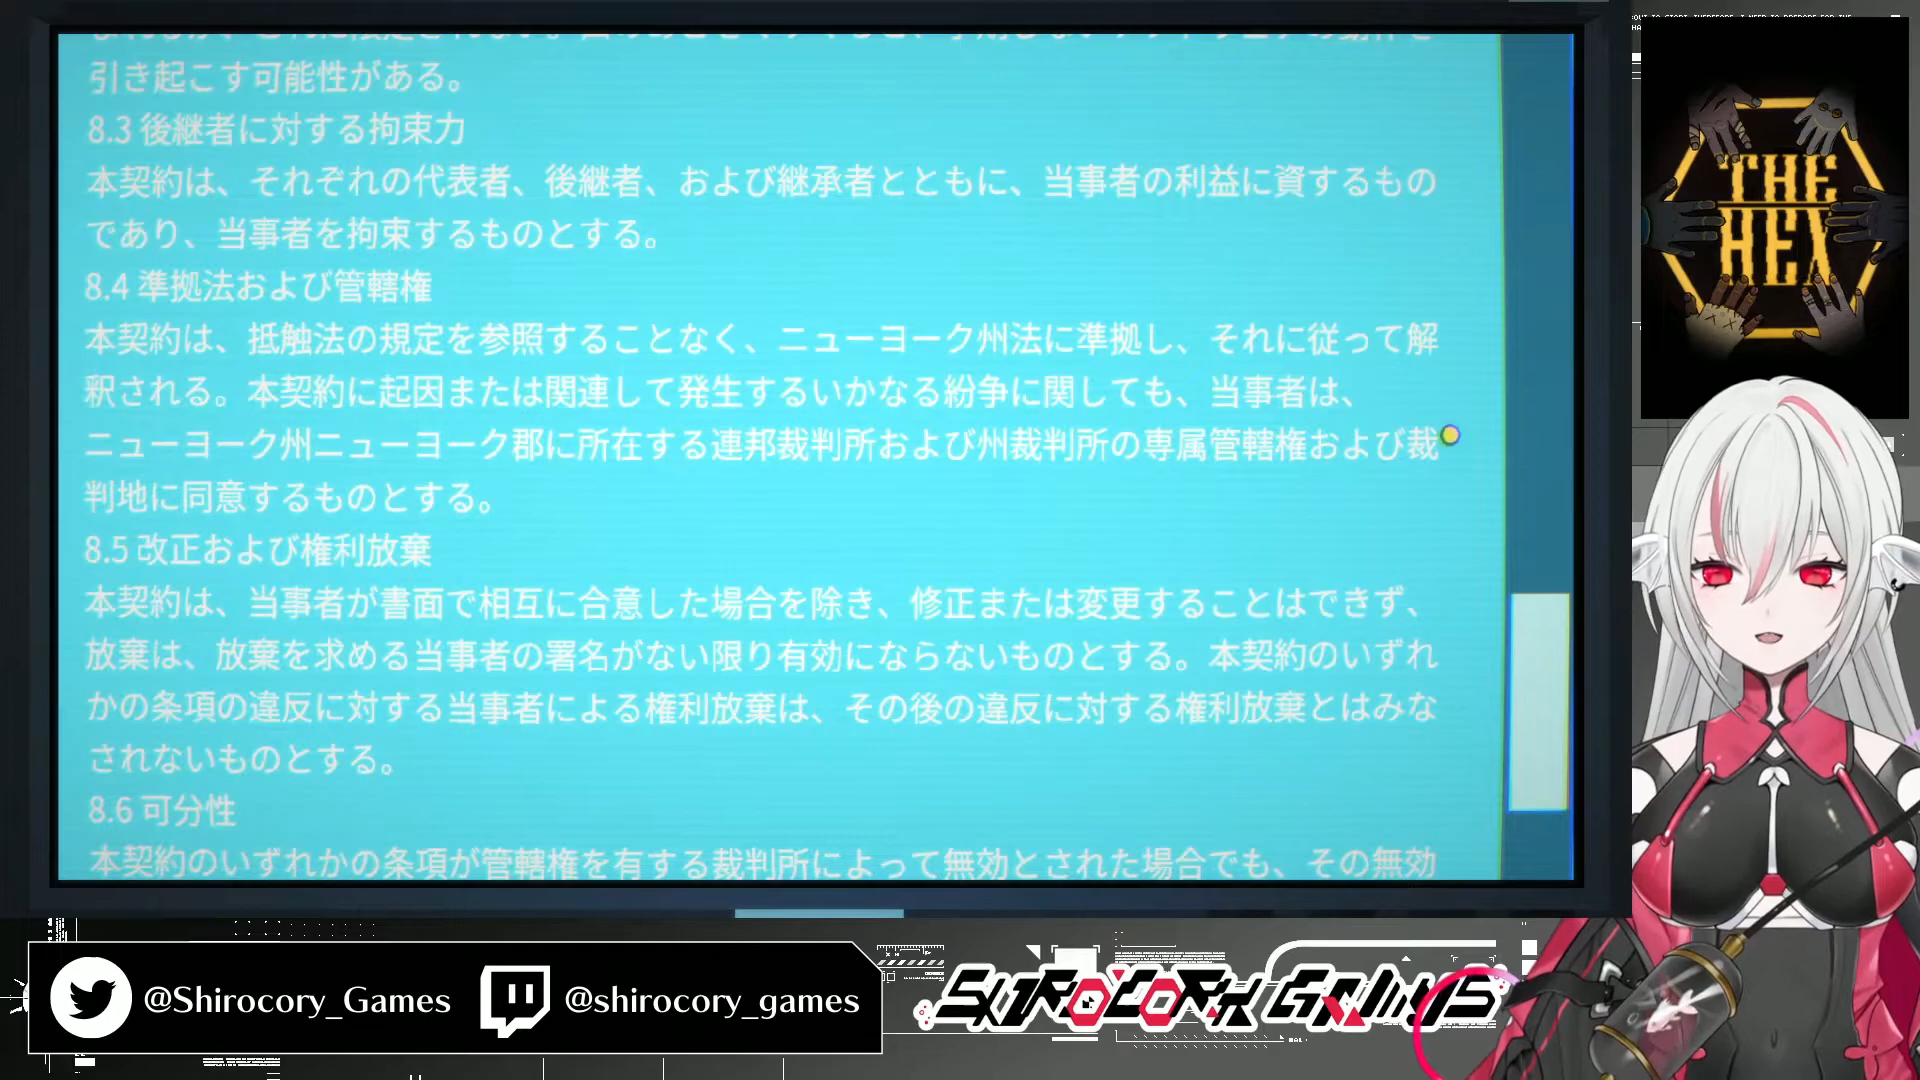 引き起こす可能性がある。
8.3 後継者に対する拘束力
本契約は、それぞれの代表者、後継者、および継承者とともに、当事者の利益に資するもの
であり、当事者を拘束するものとする。
8.4 準拠法および管轄権
本契約は、抵触法の規定を参照することなく、ニューヨーク州法に準拠し、それに従って解
釈される。本契約に起因または関連して発生するいかなる紛争に関しても、当事者は、
ニューヨーク州ニューヨーク郡に所在する連邦裁判所および州裁判所の専属管轄権および裁
判地に同意するものとする。
8.5 改正および権利放棄
本契約は、当事者が書面で相互に合意した場合を除き、修正または変更することはできず、
放棄は、放棄を求める当事者の署名がない限り有効にならないものとする。本契約のいずれ
かの条項の違反に対する当事者による権利放棄は、その後の違反に対する権利放棄とはみな
されないものとする。
8.6 可分性
本契約のいずれかの条項が管轄権を有する裁判所によって無効とされた場合でも、その無効
THE
HEX
@Shirocory_Games
@shirocory_games
SHIROCORY GAMES